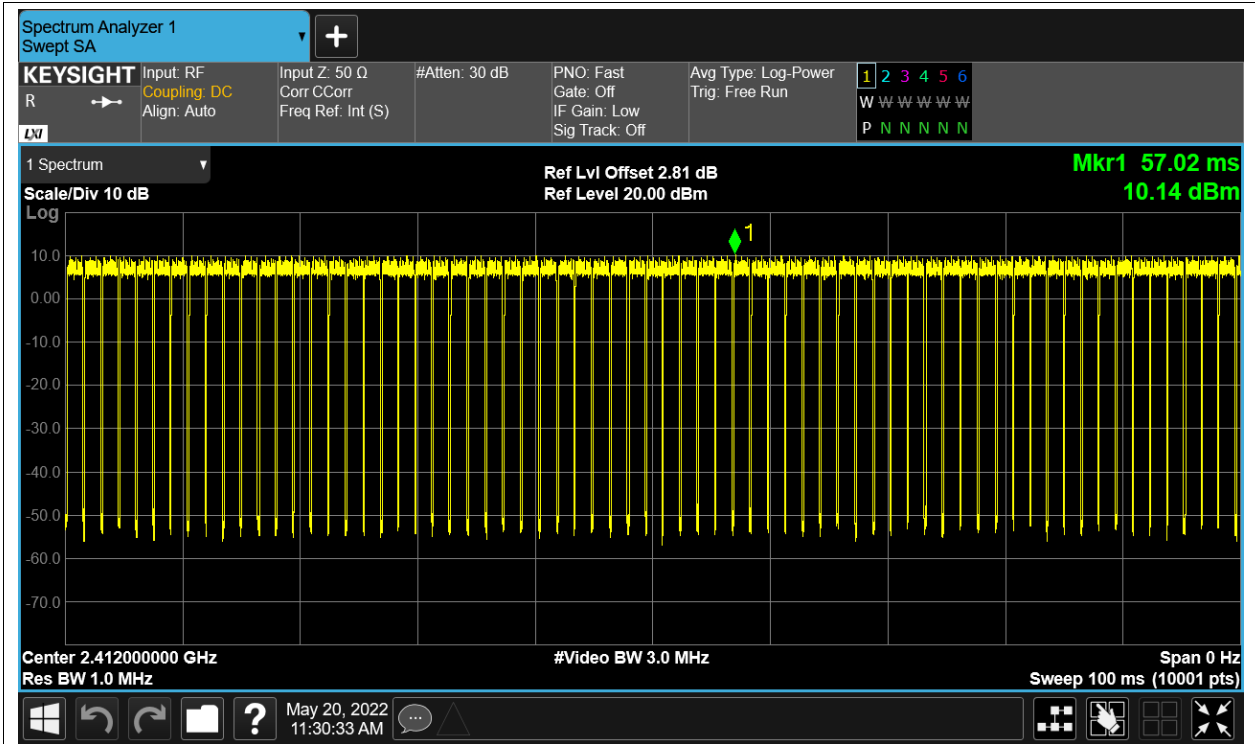 Spectrum Analyzer 1
Swept SA
KEYSIGHT
R
LXI
Input: RF
Coupling: DC
Align: Auto
Input Z: 50 Ω
Corr CCorr
Freq Ref: Int (S)
#Atten: 30 dB
PNO: Fast
Gate: Off
IF Gain: Low
Sig Track: Off
Avg Type: Log-Power
Trig: Free Run
1 2 3 4 5 6
W W W W W W
P N N N N N
1 Spectrum
Scale/Div 10 dB
Log
Ref Lvl Offset 2.81 dB
Ref Level 20.00 dBm
Mkr1 57.02 ms
10.14 dBm
1
10.0
0.00
-10.0
-20.0
-30.0
-40.0
-50.0
-60.0
-70.0
Center 2.412000000 GHz
Res BW 1.0 MHz
#Video BW 3.0 MHz
Span 0 Hz
Sweep 100 ms (10001 pts)
?
May 20, 2022
11:30:33 AM